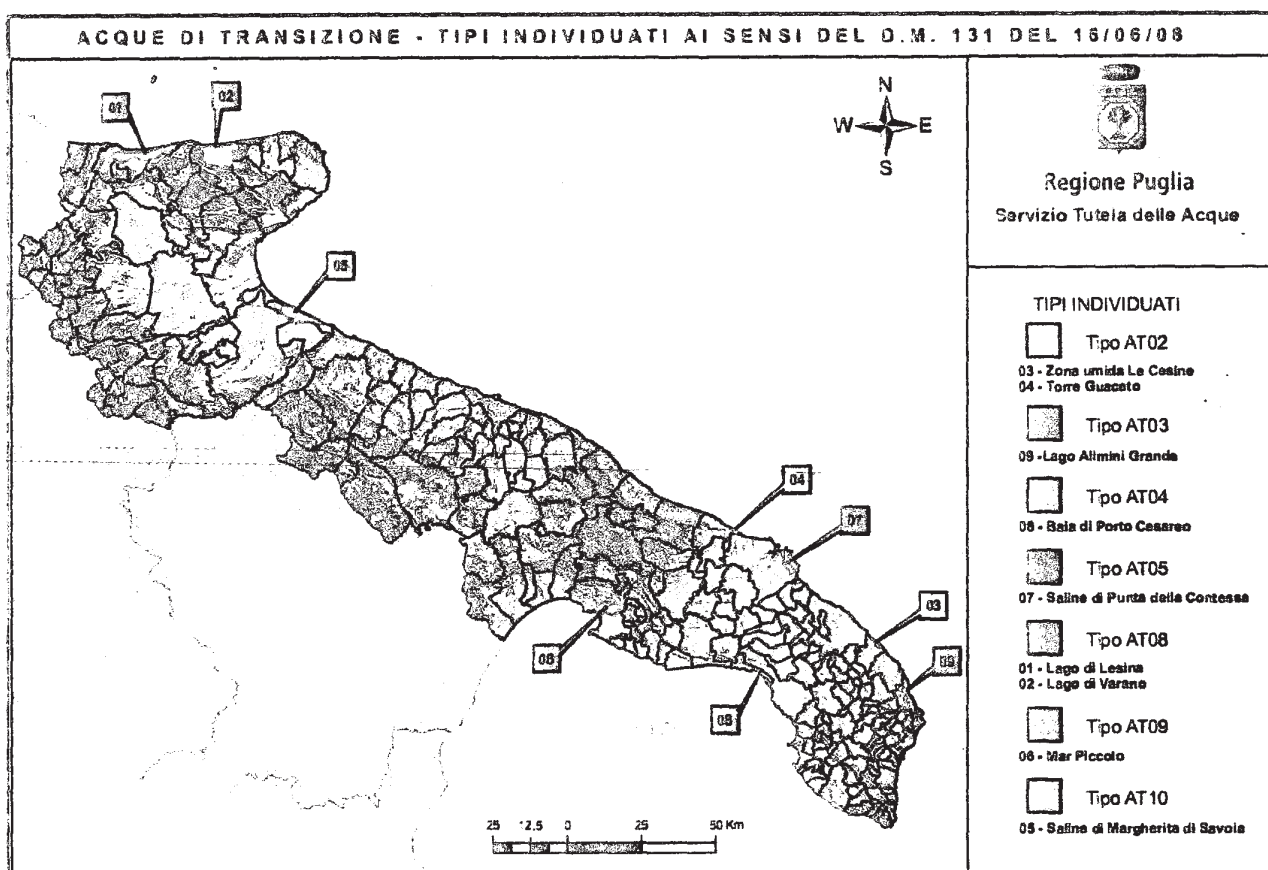 ACQUE DI TRANSIZIONE - TIPI INDIVIDUATI AI SENSI DEL D.M. 131 DEL 16/06/08
01
02
N
W E
S
05
04
07
03
09
06
08
25 12,5 0 25 50 Km
Regione Puglia
Servizio Tutela delle Acque
TIPI INDIVIDUATI
Tipo AT02
03 - Zona umida Le Cesine
04 - Torre Guaceto
Tipo AT03
09 -Lago Alimini Grande
Tipo AT04
08 - Baia di Porto Cesareo
Tipo AT05
07 - Saline di Punta della Contessa
Tipo AT08
01 - Lago di Lesina
02 - Lago di Varano
Tipo AT09
06 - Mar Piccolo
Tipo AT10
05 - Saline di Margherita di Savoia